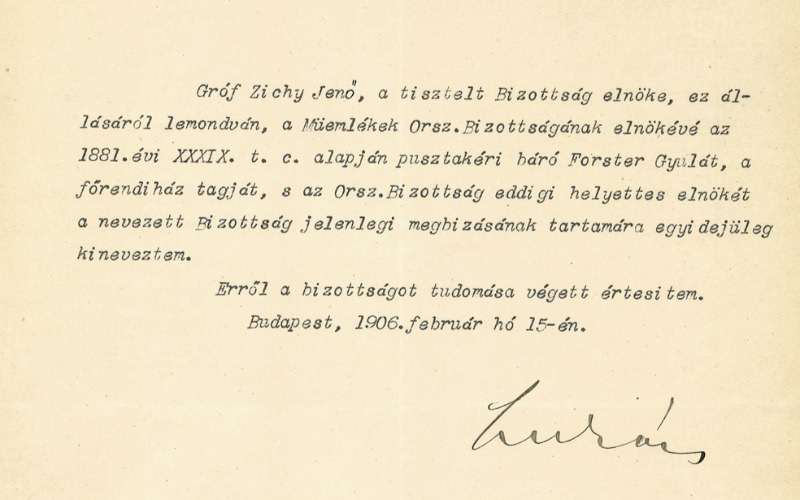 Gróf Zichy Jenő, a tisztelt Bizottság elnöke, ez ál-
lásáról lemondván, a Müemlékek Orsz.Bizottságának elnökévé az
1881.évi XXXIX. t. c. alapján pusztakéri báró Forster Gyulát, a
főrendiház tagját, s az Orsz.Bizottság eddigi helyettes elnökét
a nevezett Bizottság jelenlegi megbizásának tartamára egyidejüleg
kineveztem.
Erről a bizottságot tudomása végett értesitem.
Budapest, 1906.február hó 15-én.
Lukács